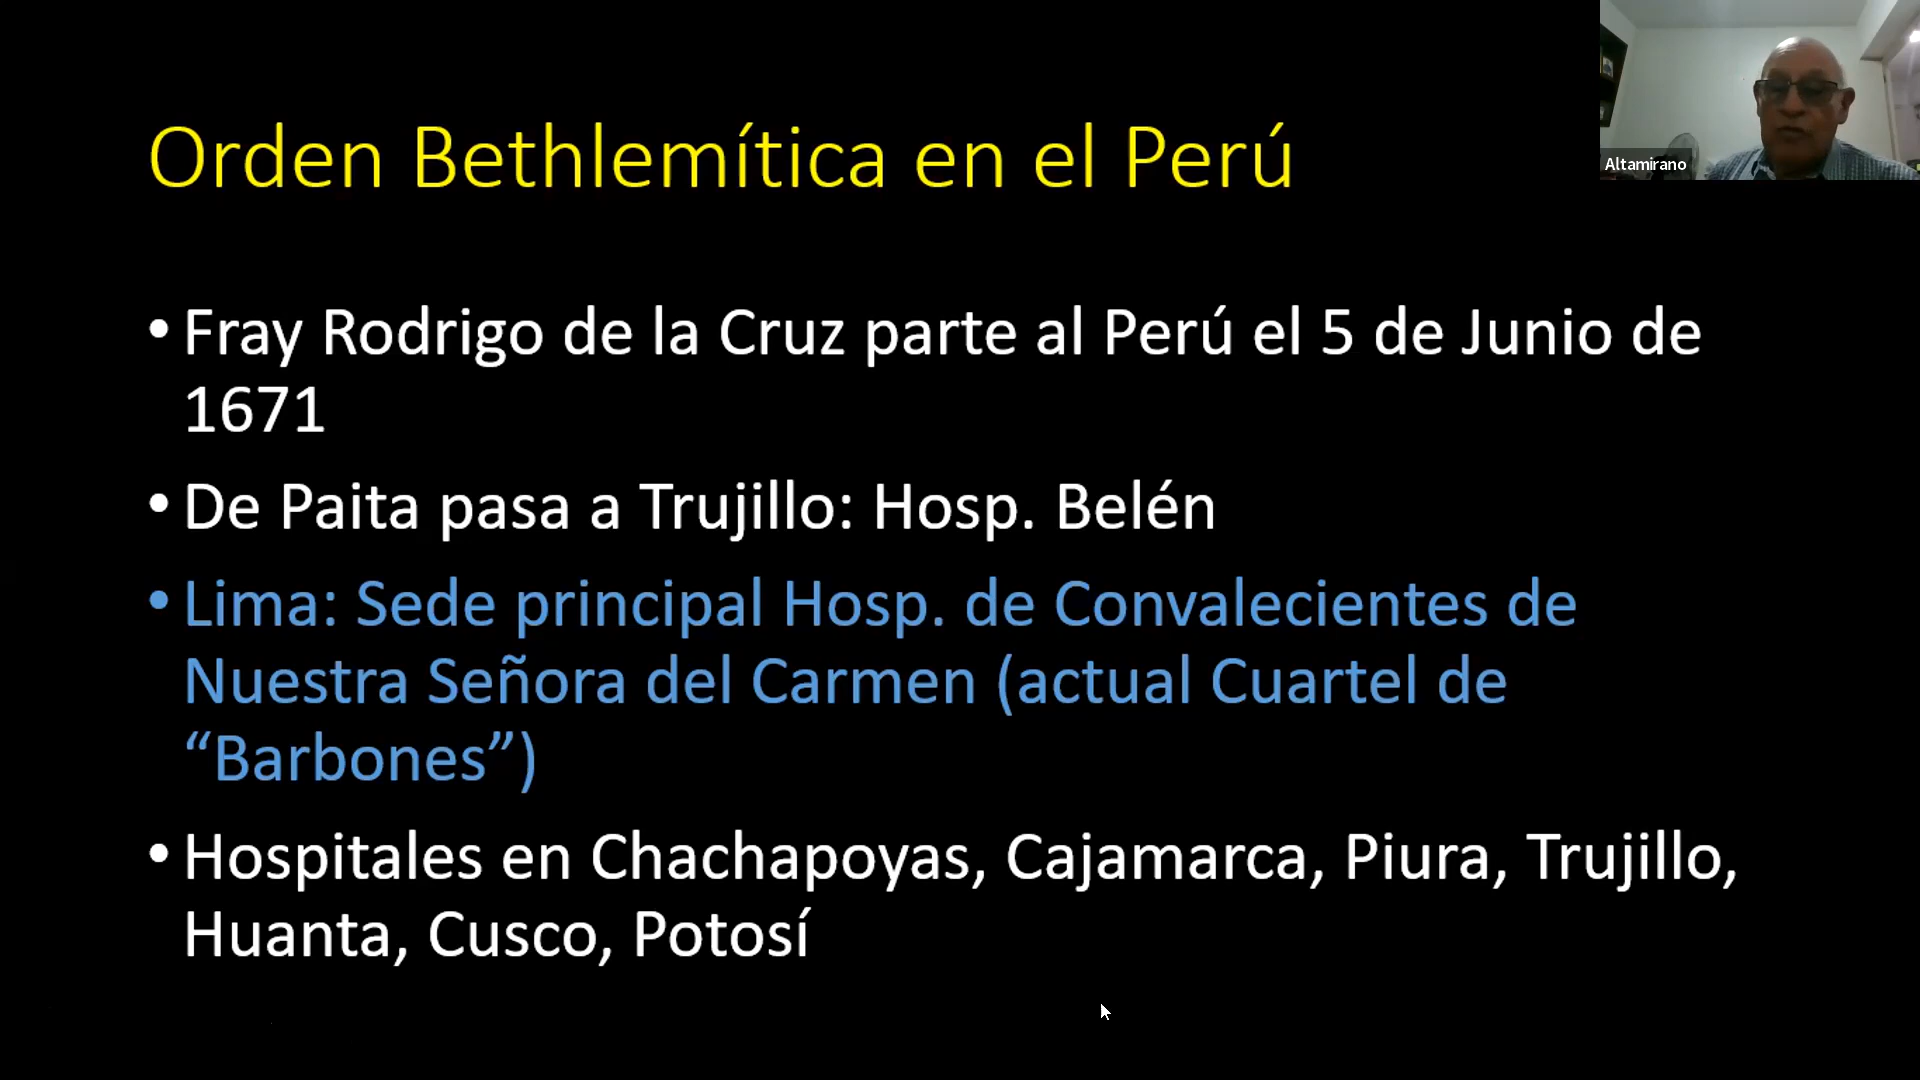 Orden Bethlemítica en el Perú
Altamirano
• Fray Rodrigo de la Cruz parte al Perú el 5 de Junio de
1671
• De Paita pasa a Trujillo: Hosp. Belén
• Lima: Sede principal Hosp. de Convalecientes de
Nuestra Señora del Carmen (actual Cuartel de
“Barbones”)
• Hospitales en Chachapoyas, Cajamarca, Piura, Trujillo,
Huanta, Cusco, Potosí